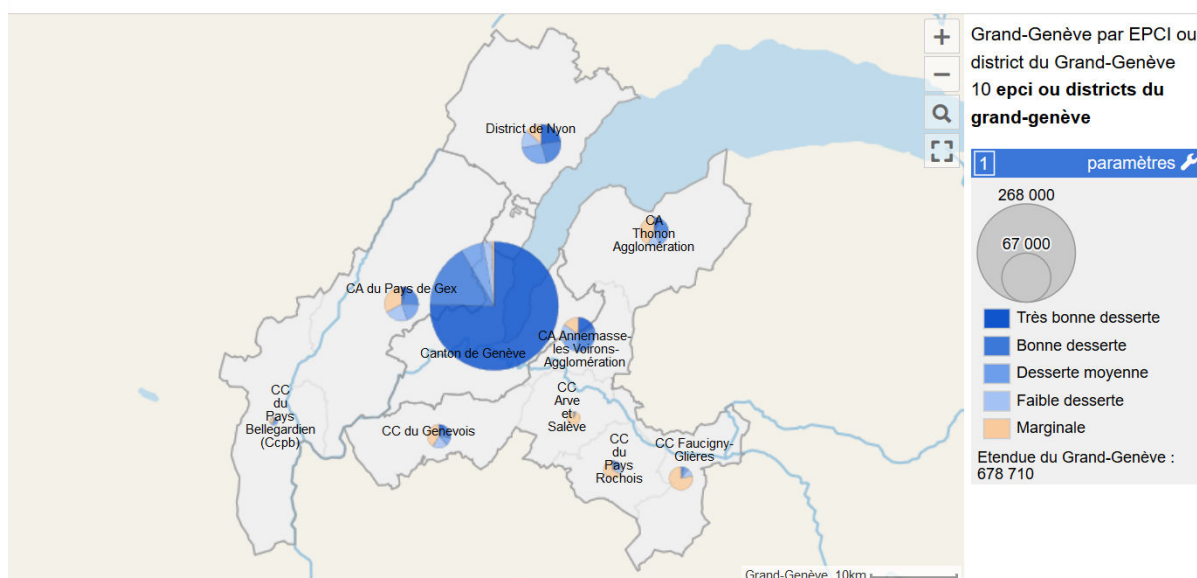 District de Nyon
CA
Thonon
Agglomération
CA du Pays de Gex
Canton de Genève
CA Annemasse-
les Voirons-
Agglomération
CC
du
Pays
Bellegardien
(Ccpb)
CC du Genevois
CC
Arve
et
Salève
CC
du
Pays
Rochois
CC Faucigny-
Glières
Grand-Genève 10km
+
−
Grand-Genève par EPCI ou
district du Grand-Genève
10 epci ou districts du
grand-genève
1 paramètres
268 000
67 000
Très bonne desserte
Bonne desserte
Desserte moyenne
Faible desserte
Marginale
Etendue du Grand-Genève :
678 710